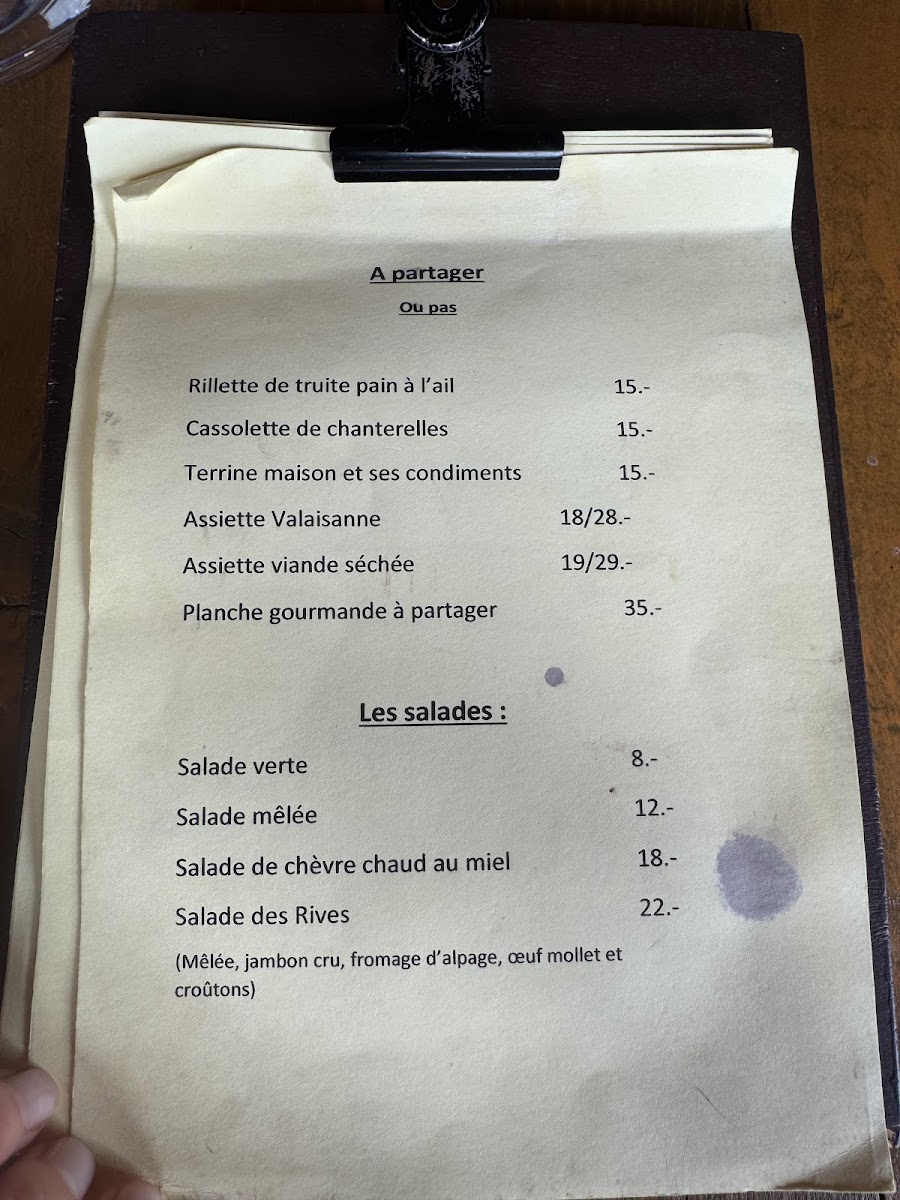 A partager
Ou pas
Rillette de truite pain à l’ail 15.-
Cassolette de chanterelles 15.-
Terrine maison et ses condiments 15.-
Assiette Valaisanne 18/28.-
Assiette viande séchée 19/29.-
Planche gourmande à partager 35.-
Les salades :
Salade verte 8.-
Salade mêlée 12.-
Salade de chèvre chaud au miel 18.-
Salade des Rives 22.-
(Mêlée, jambon cru, fromage d’alpage, œuf mollet et
croûtons)